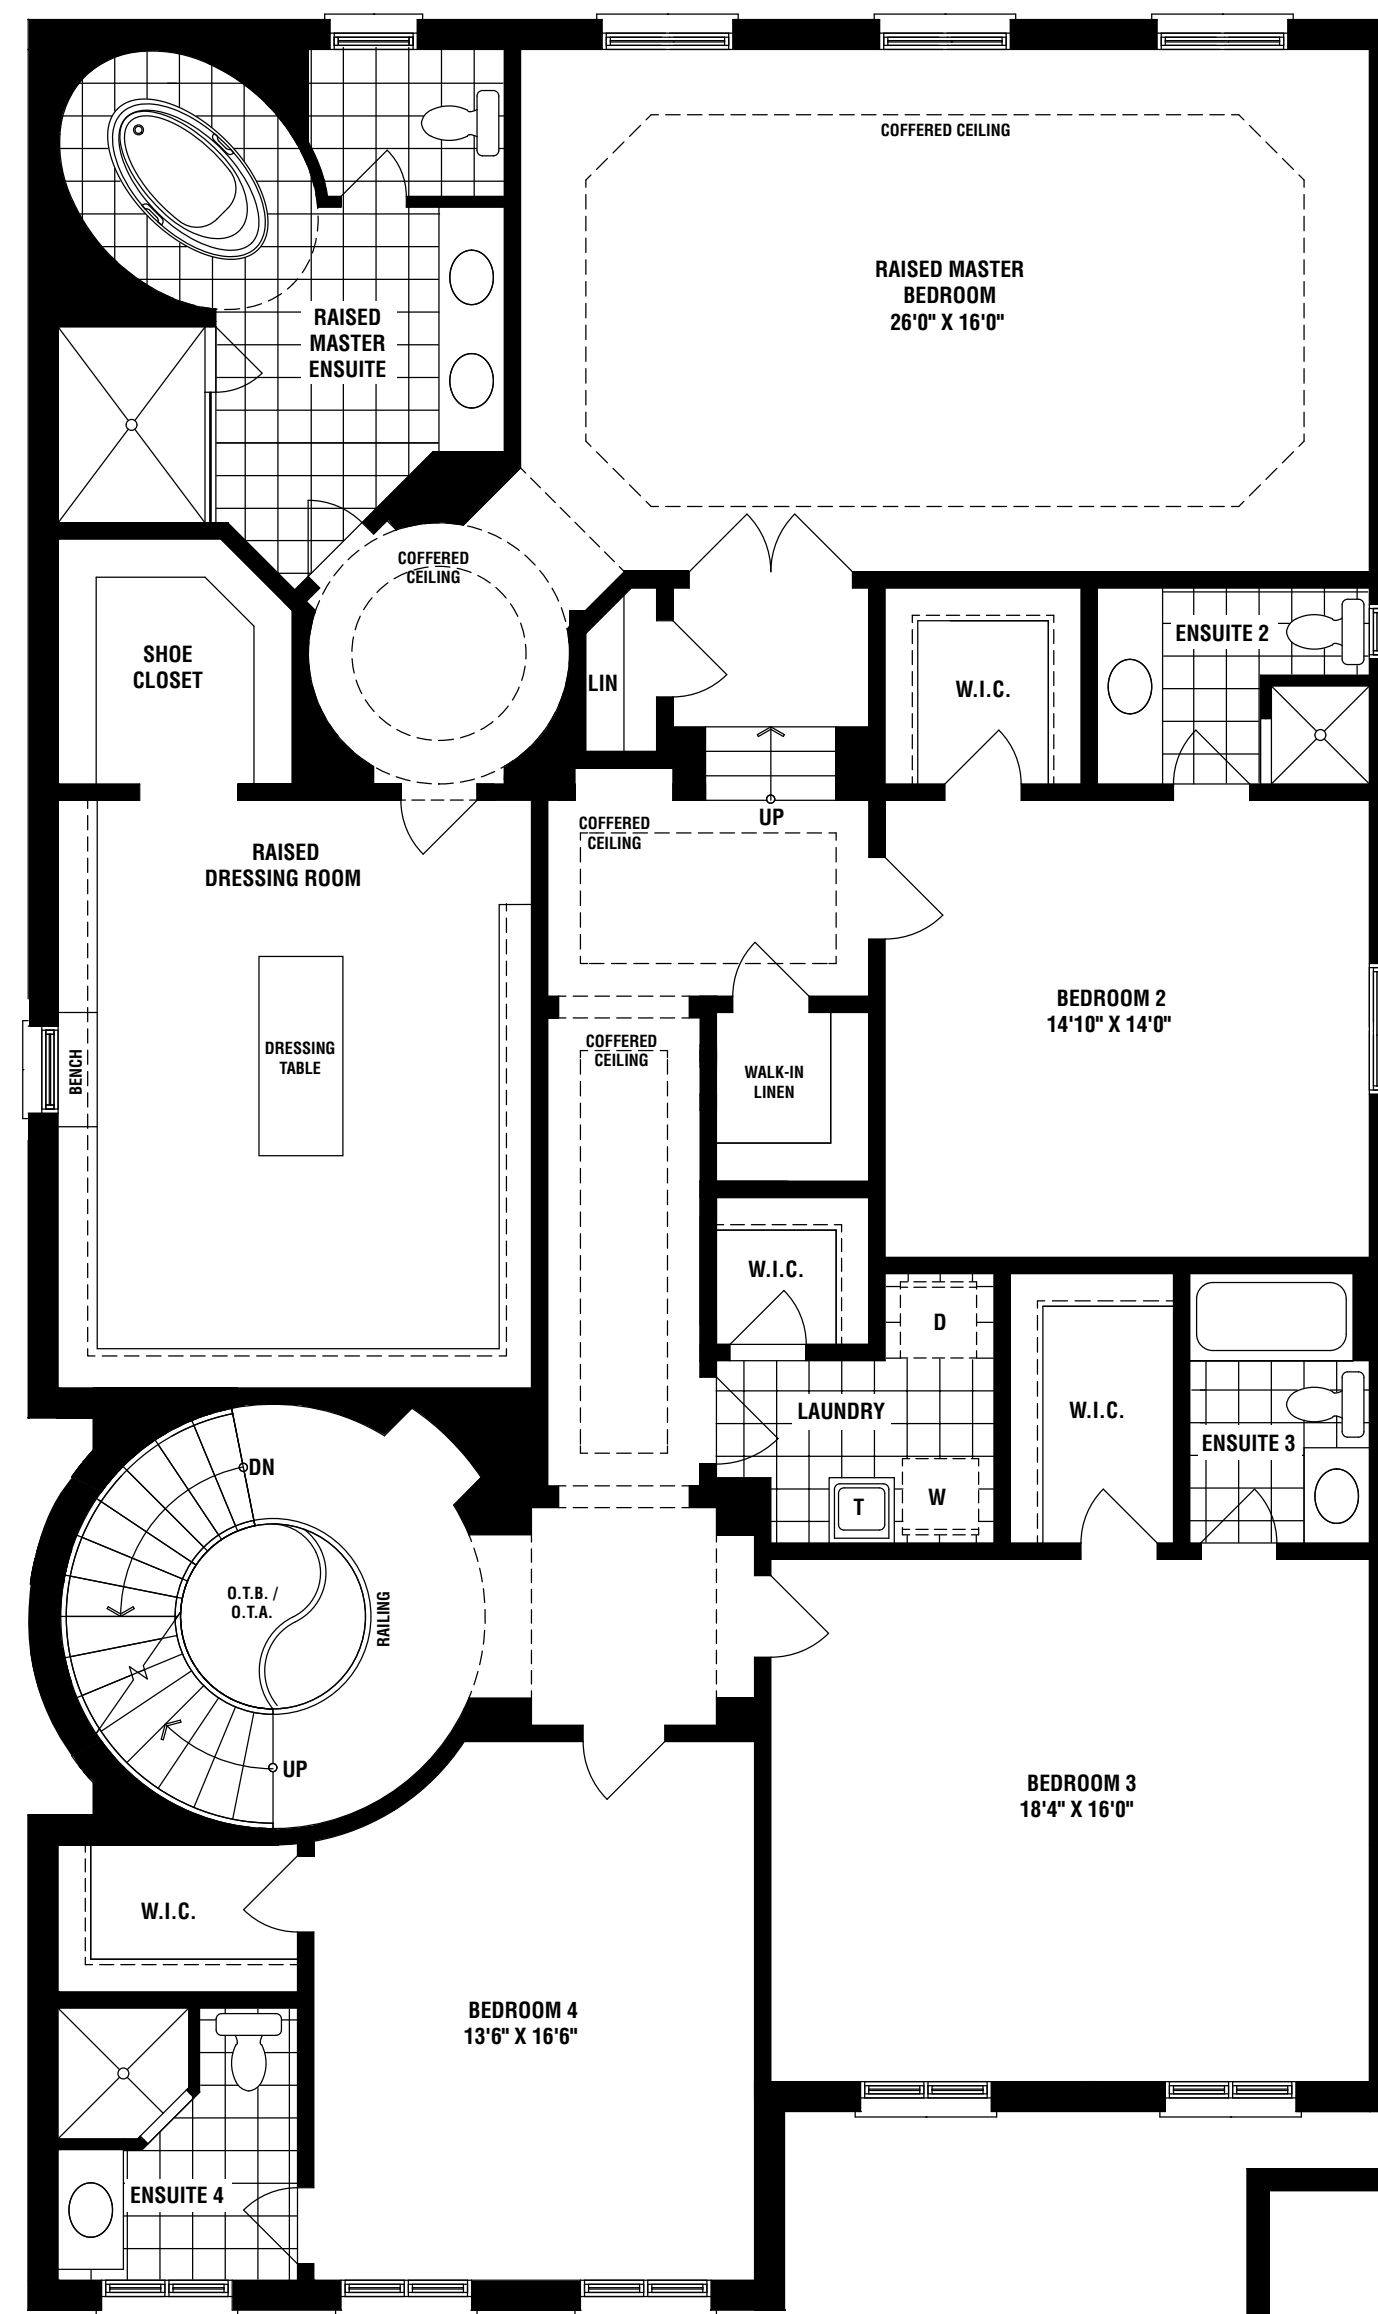 COFFERED CEILING
RAISED MASTER
BEDROOM
26'0" X 16'0"
RAISED
MASTER
ENSUITE
COFFERED
CEILING
ENSUITE 2
SHOE
CLOSET
LIN
W.I.C.
UP
COFFERED
CEILING
RAISED
DRESSING ROOM
BEDROOM 2
14'10" X 14'0"
COFFERED
CEILING
DRESSING
TABLE
BENCH
WALK-IN
LINEN
W.I.C.
D
LAUNDRY
W.I.C.
ENSUITE 3
DN
T
W
O.T.B. /
O.T.A.
RAILING
UP
BEDROOM 3
18'4" X 16'0"
W.I.C.
BEDROOM 4
13'6" X 16'6"
ENSUITE 4